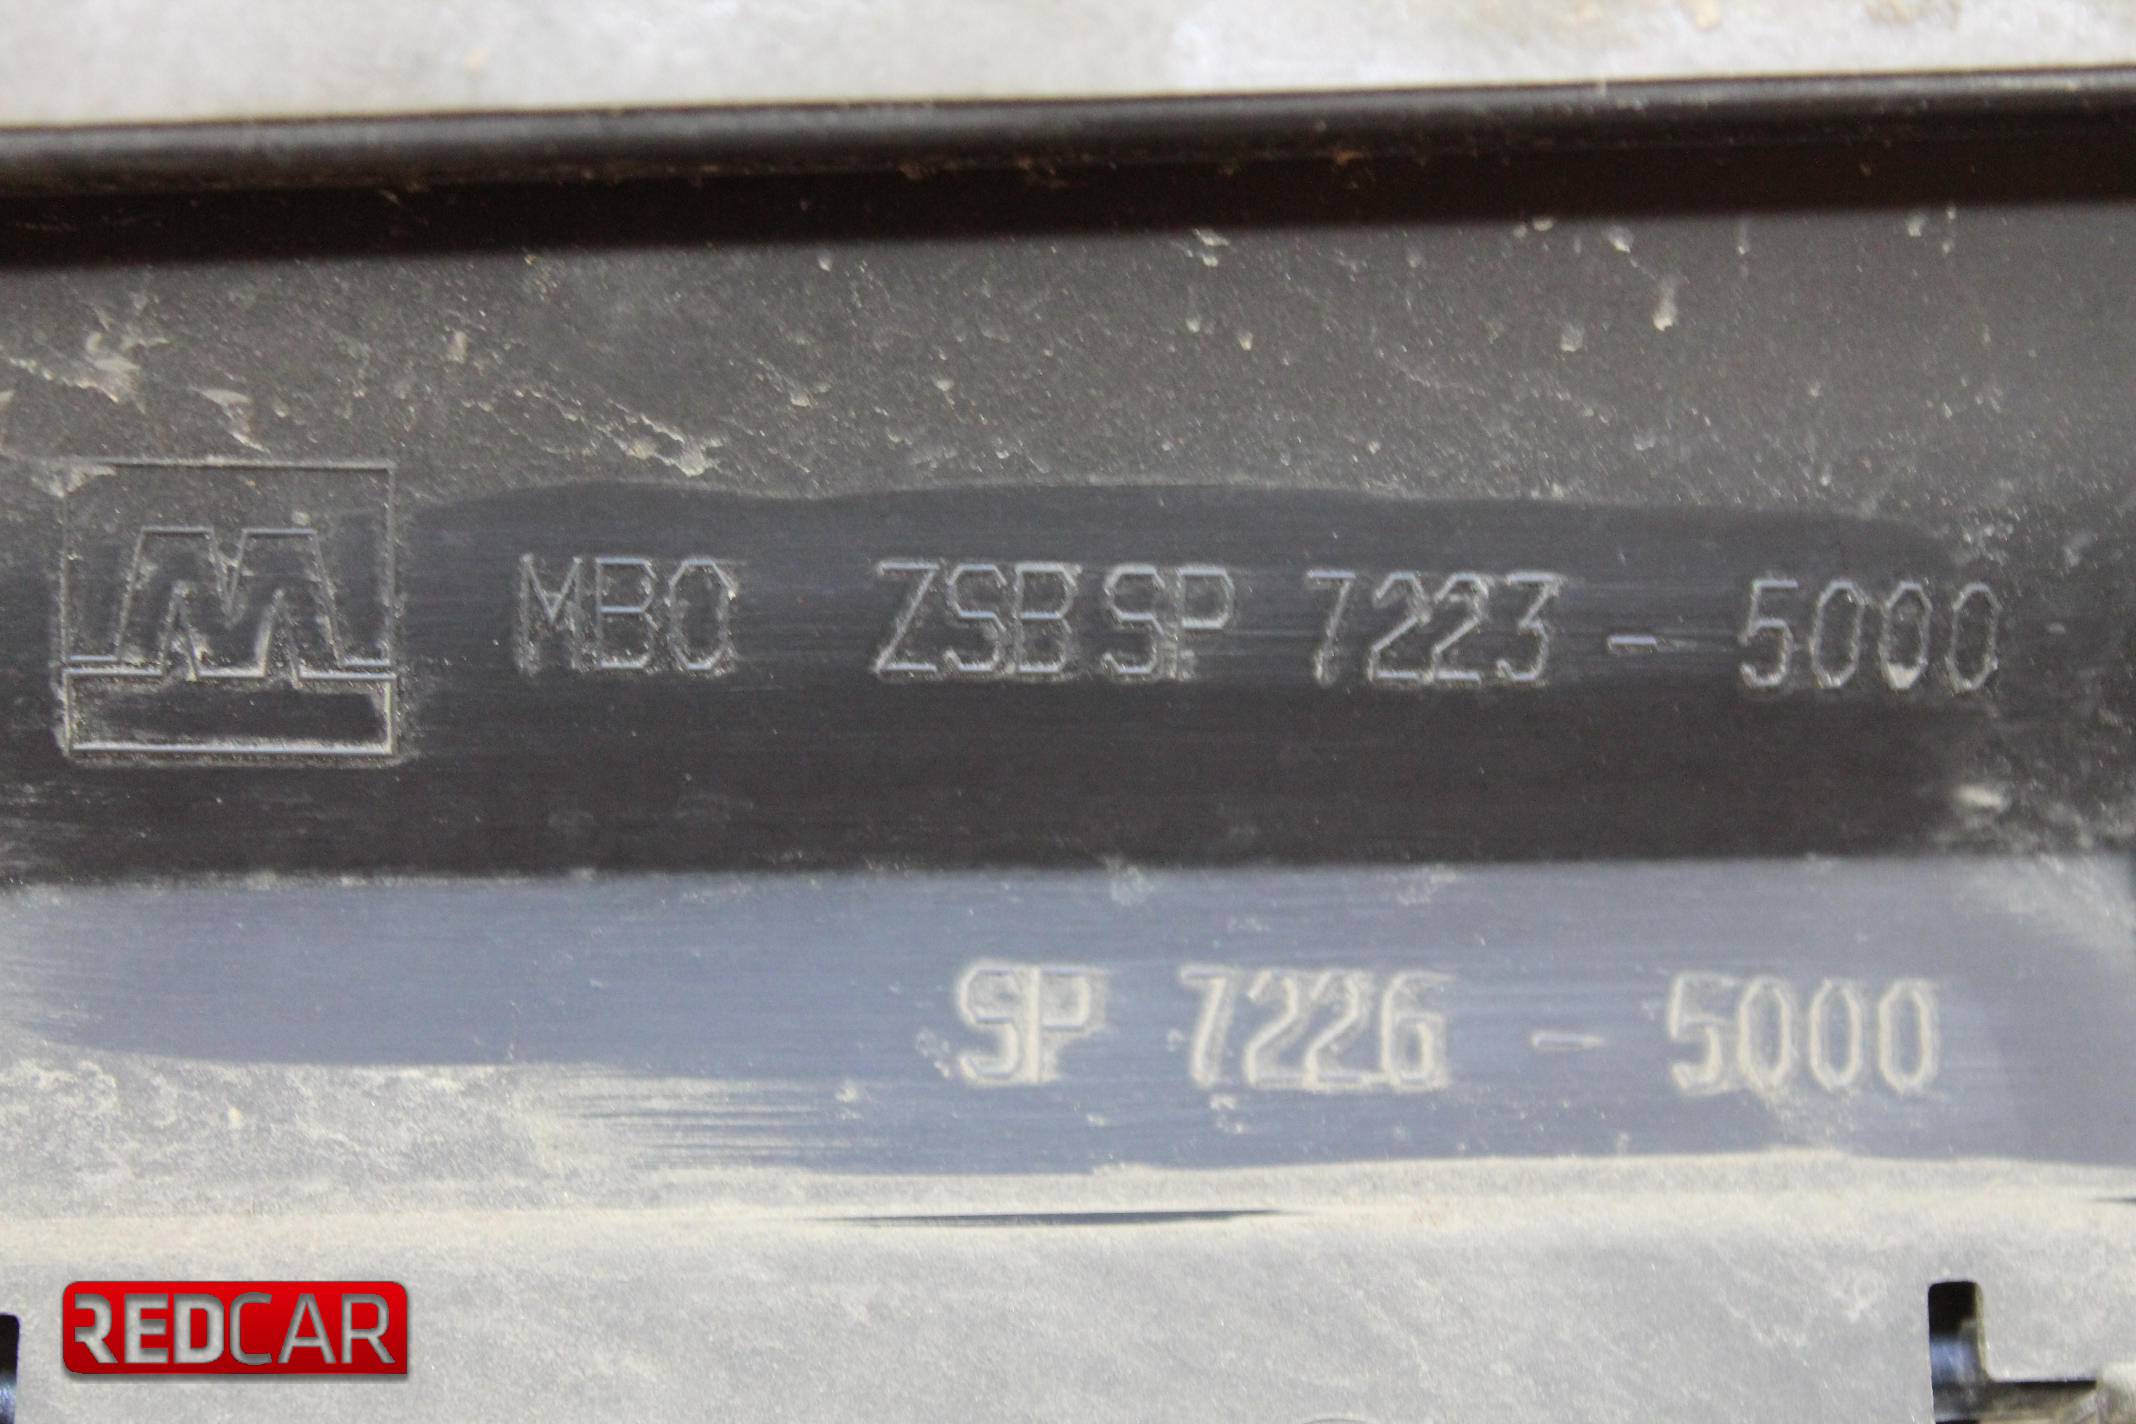 M MBO ZSB SP 7223 - 5000
SP 7226 - 5000
REDCAR